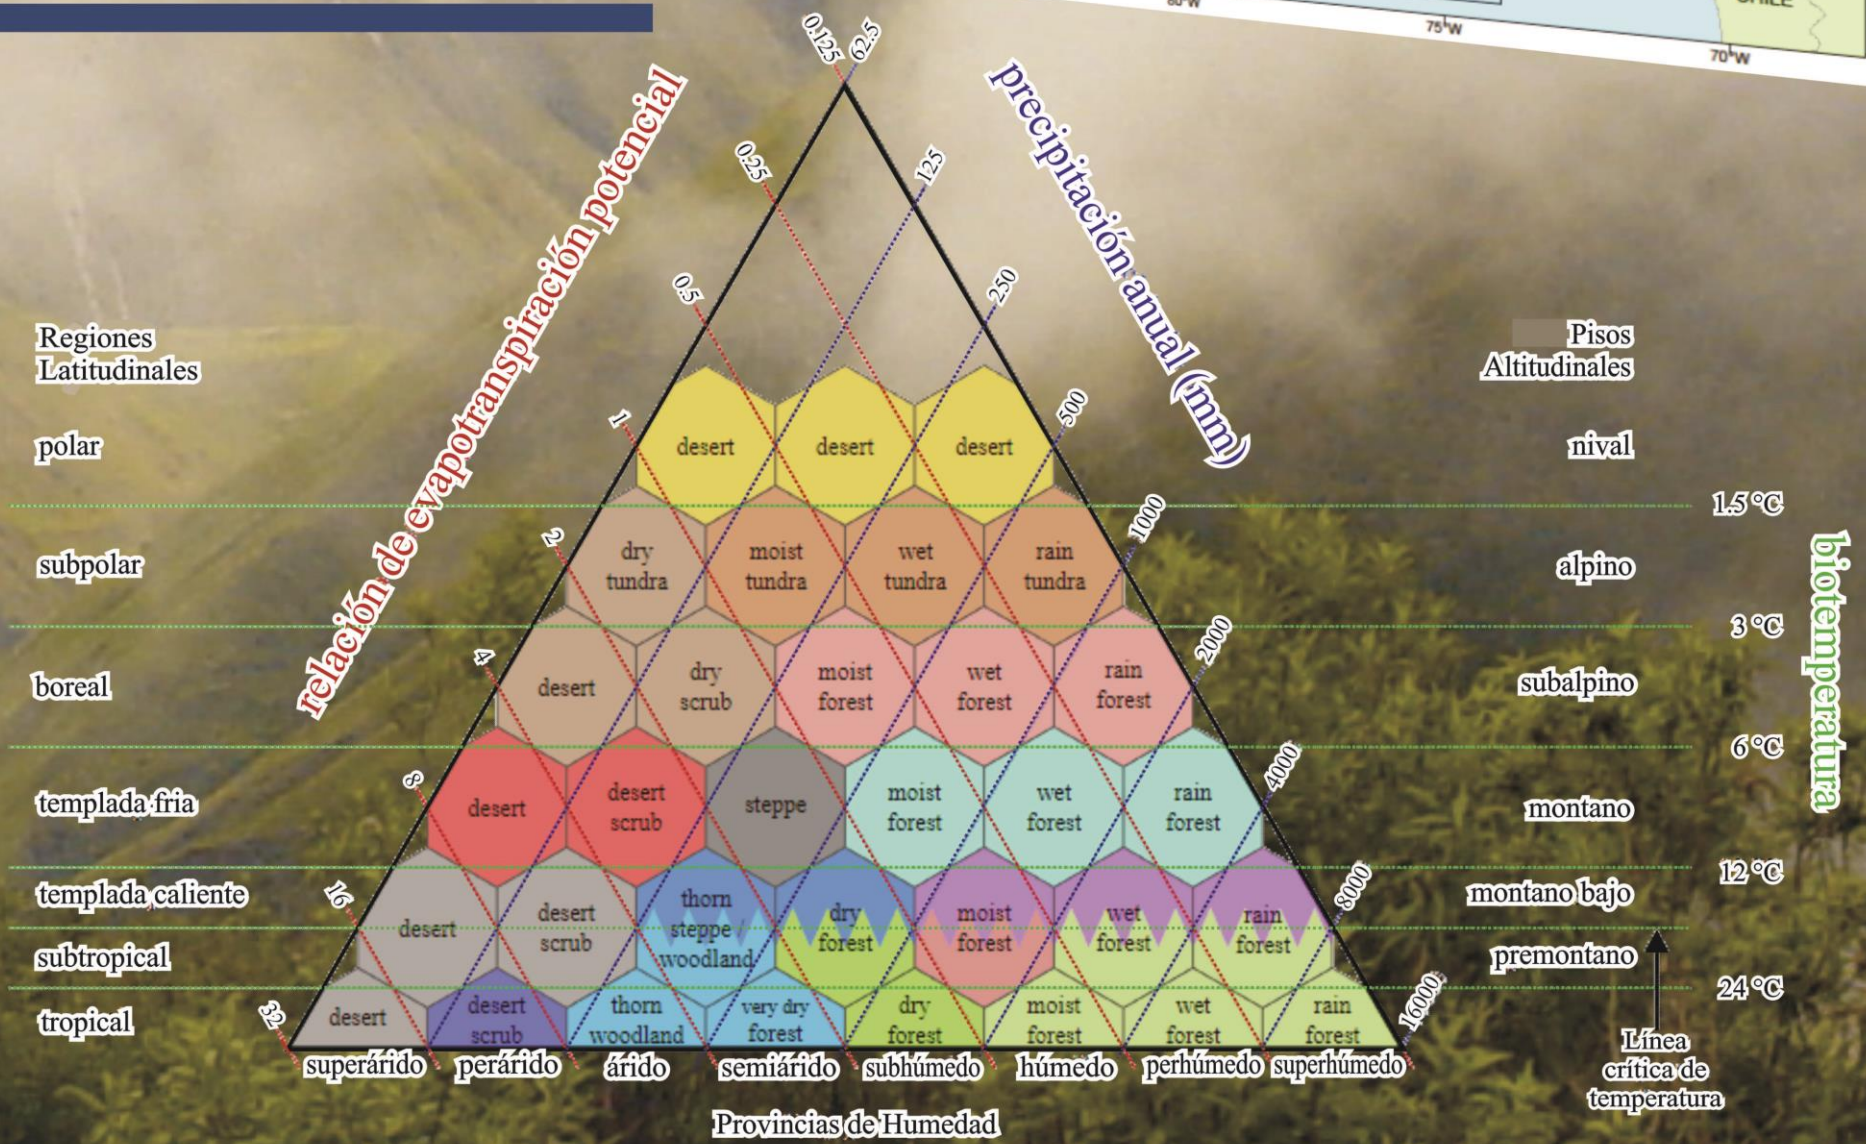 80°W
75°W
70°W
CHILE
0.125
62.5
0.25
125
0.5
250
1
500
2
1000
4
2000
8
4000
16
8000
32
16000
relación de evapotranspiración potencial
precipitación anual (mm)
Regiones
Latitudinales
Pisos
Altitudinales
polar
desert
desert
desert
nival
1.5 °C
subpolar
dry
tundra
moist
tundra
wet
tundra
rain
tundra
alpino
3 °C
boreal
desert
dry
scrub
moist
forest
wet
forest
rain
forest
subalpino
6 °C
templada fria
desert
desert
scrub
steppe
moist
forest
wet
forest
rain
forest
montano
12 °C
templada caliente
montano bajo
desert
desert
scrub
thorn
steppe /
woodland
dry
forest
moist
forest
wet
forest
rain
forest
subtropical
premontano
24 °C
tropical
desert
desert
scrub
thorn
woodland
very dry
forest
dry
forest
moist
forest
wet
forest
rain
forest
biotemperatura
Línea
crítica de
temperatura
superárido
perárido
árido
semiárido
subhúmedo
húmedo
perhúmedo
superhúmedo
Provincias de Humedad